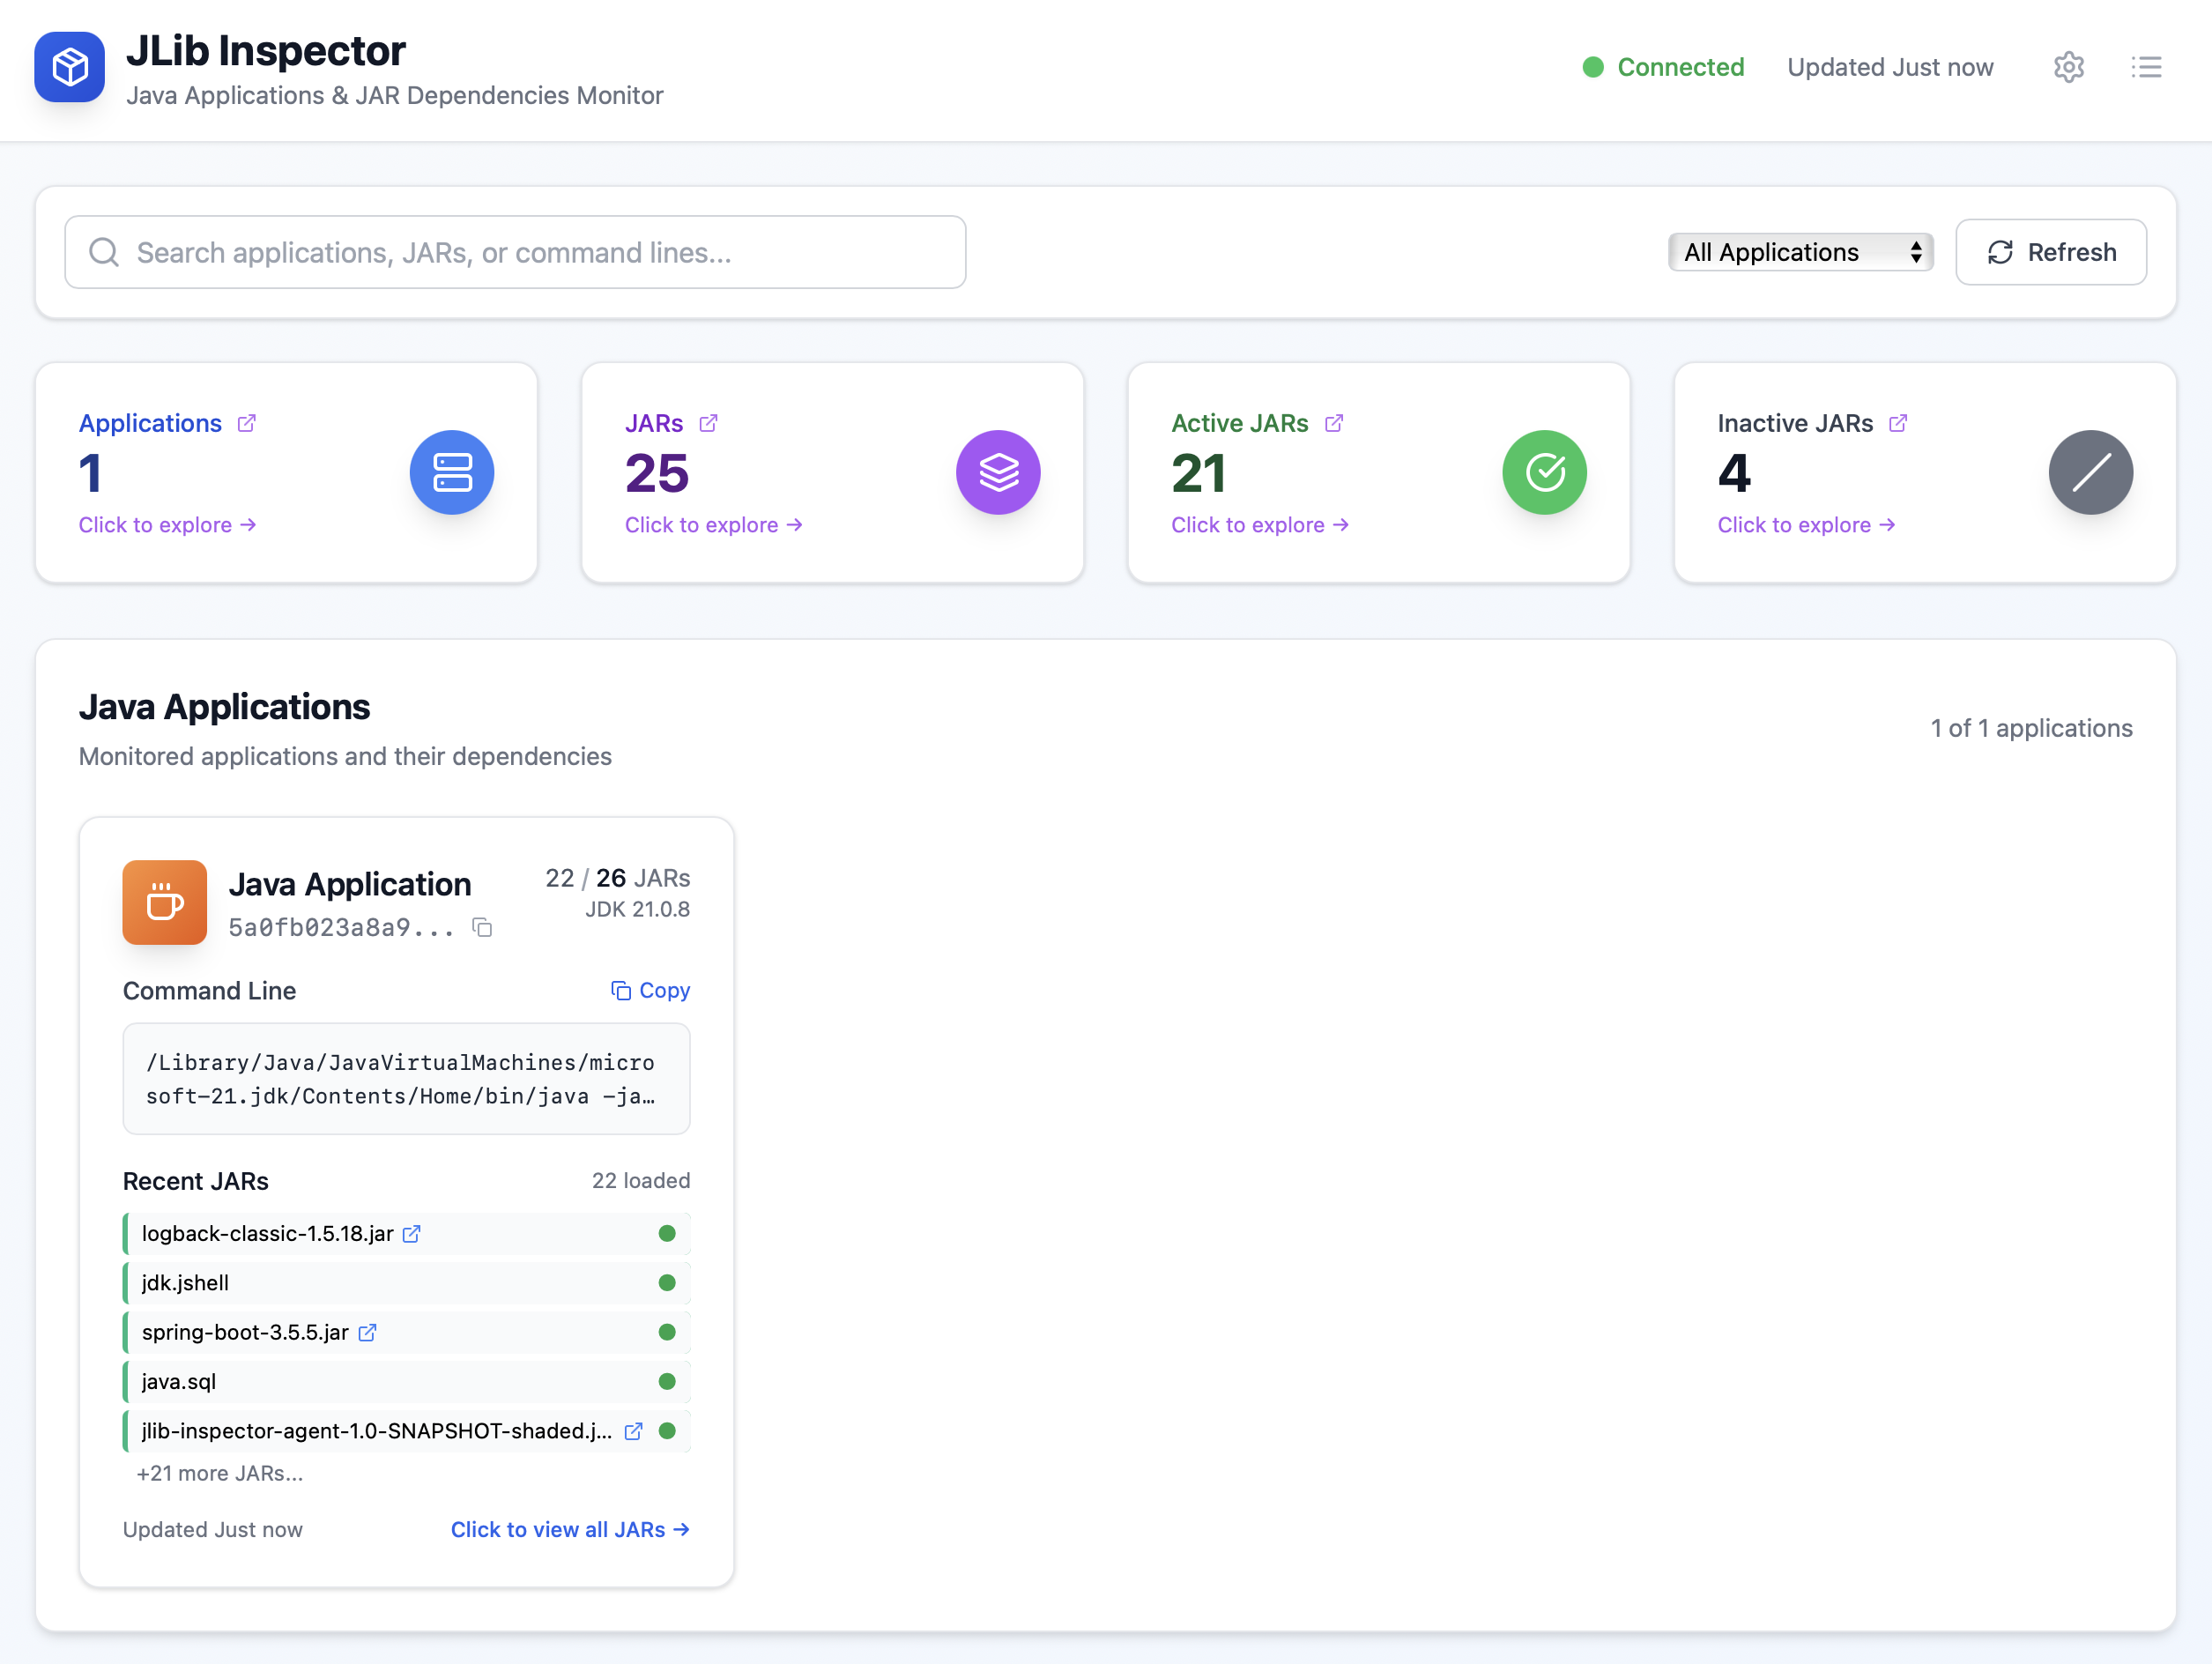 JLib Inspector
Java Applications & JAR Dependencies Monitor
Connected
Updated Just now
Search applications, JARs, or command lines...
All Applications
Refresh
Applications
1
Click to explore →
JARs
25
Click to explore →
Active JARs
21
Click to explore →
Inactive JARs
4
Click to explore →
Java Applications
Monitored applications and their dependencies
1 of 1 applications
Java Application
5a0fb023a8a9...
22 / 26 JARs
JDK 21.0.8
Command Line
Copy
/Library/Java/JavaVirtualMachines/micro
soft-21.jdk/Contents/Home/bin/java -ja…
Recent JARs
22 loaded
logback-classic-1.5.18.jar
jdk.jshell
spring-boot-3.5.5.jar
java.sql
jlib-inspector-agent-1.0-SNAPSHOT-shaded.j...
+21 more JARs...
Updated Just now
Click to view all JARs →